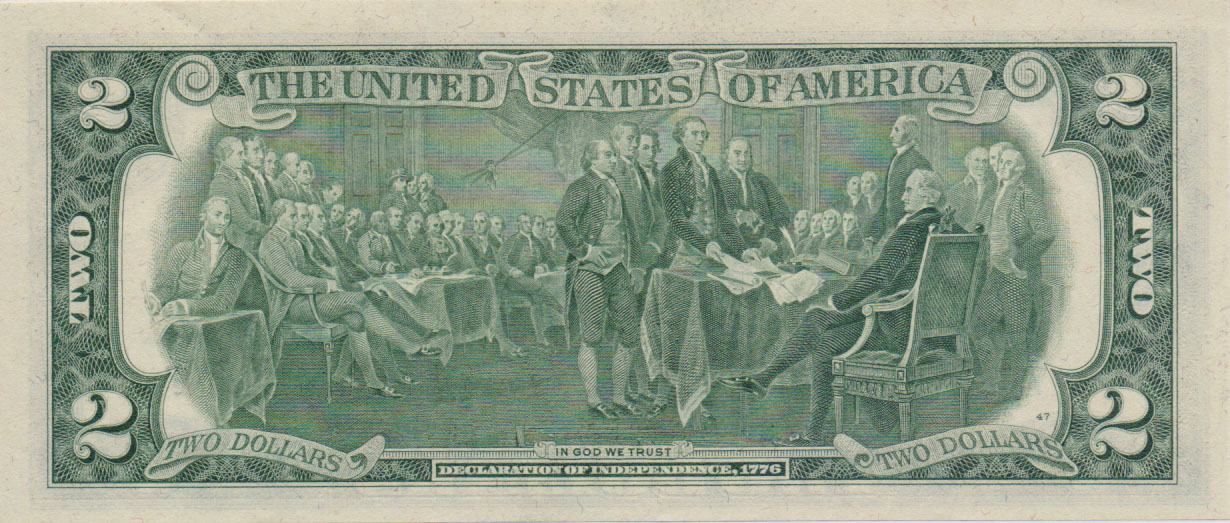 THE UNITED STATES OF AMERICA
2
2
TWO
TWO
2
2
47
TWO DOLLARS
IN GOD WE TRUST
TWO DOLLARS
DECLARATION OF INDEPENDENCE, 1776